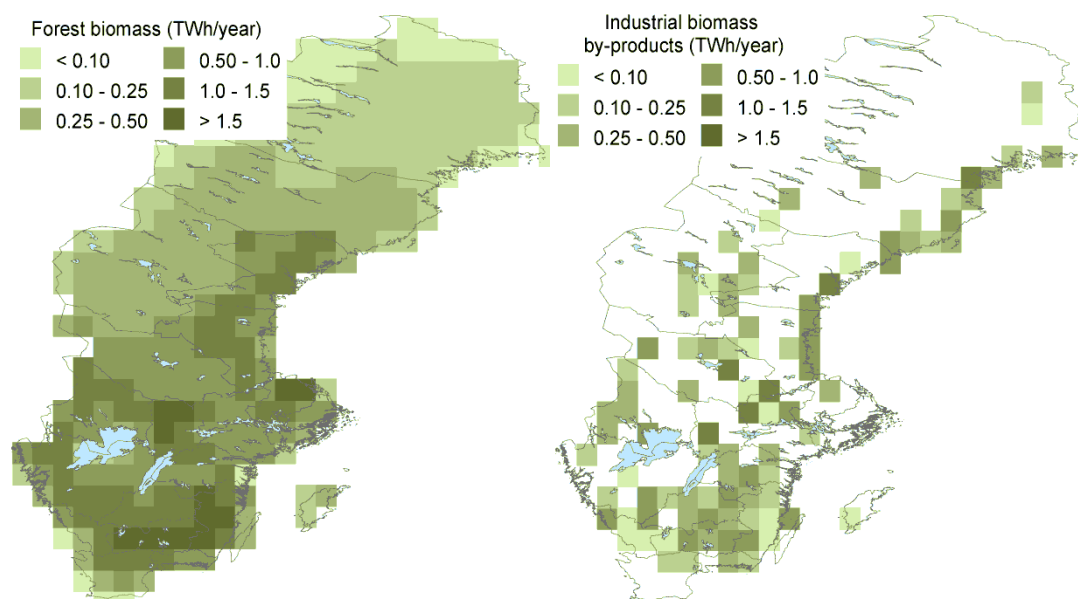 Forest biomass (TWh/year)
< 0.10
0.50 - 1.0
0.10 - 0.25
1.0 - 1.5
0.25 - 0.50
> 1.5
Industrial biomass
by-products (TWh/year)
< 0.10
0.50 - 1.0
0.10 - 0.25
1.0 - 1.5
0.25 - 0.50
> 1.5